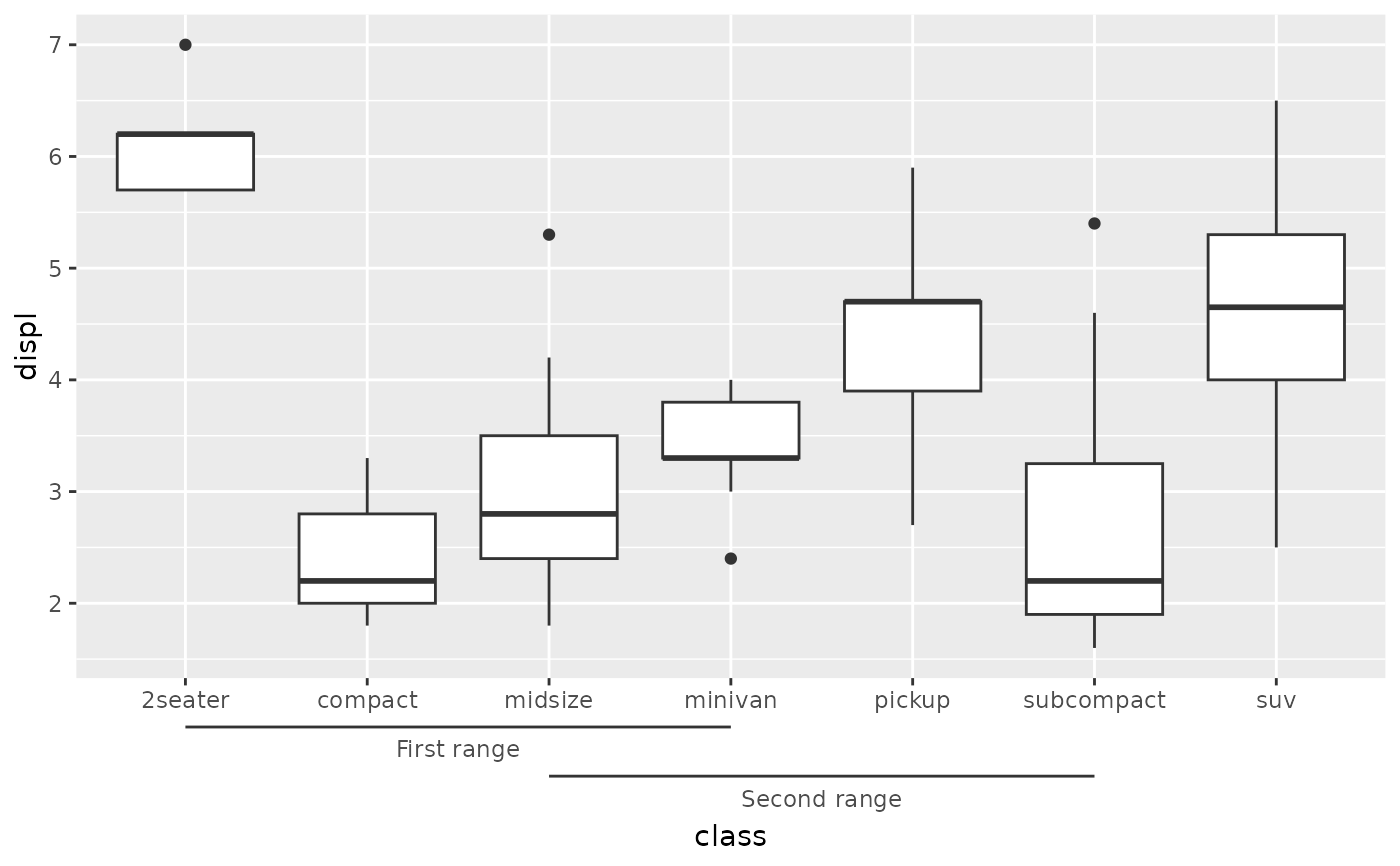 7
6
5
4
3
2
displ
2seater compact midsize minivan pickup subcompact suv
First range
Second range
class